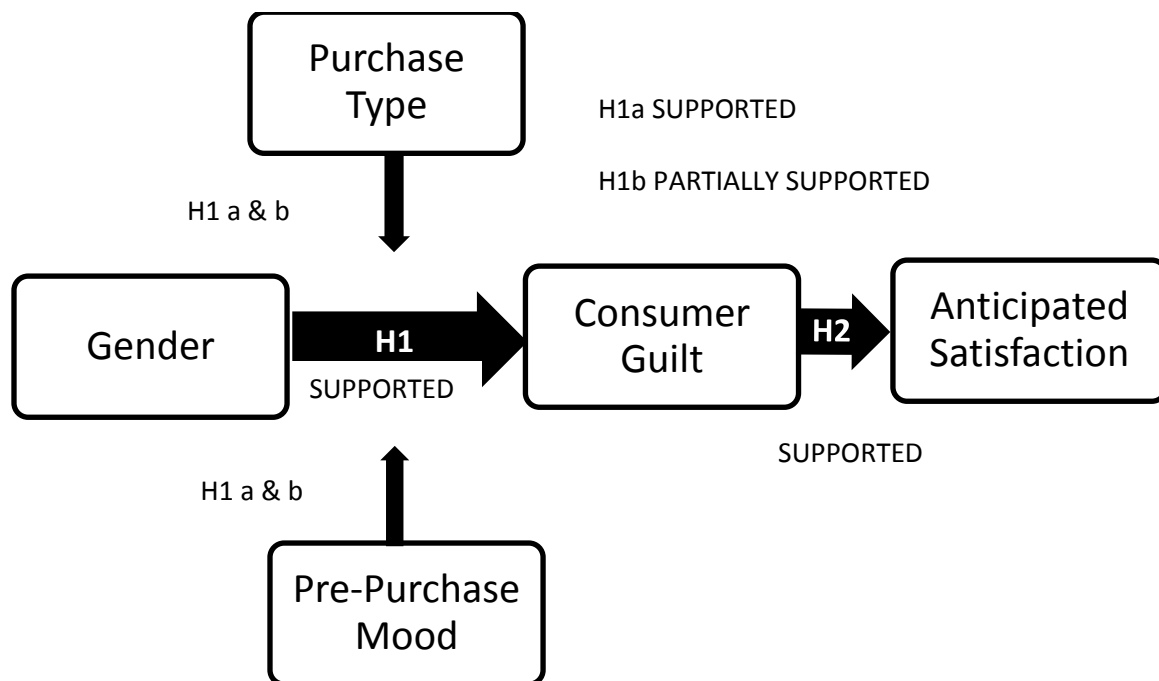 Purchase
Type
H1a SUPPORTED
H1b PARTIALLY SUPPORTED
H1 a & b
Gender
H1
SUPPORTED
Consumer
Guilt
H2
Anticipated
Satisfaction
SUPPORTED
H1 a & b
Pre-Purchase
Mood